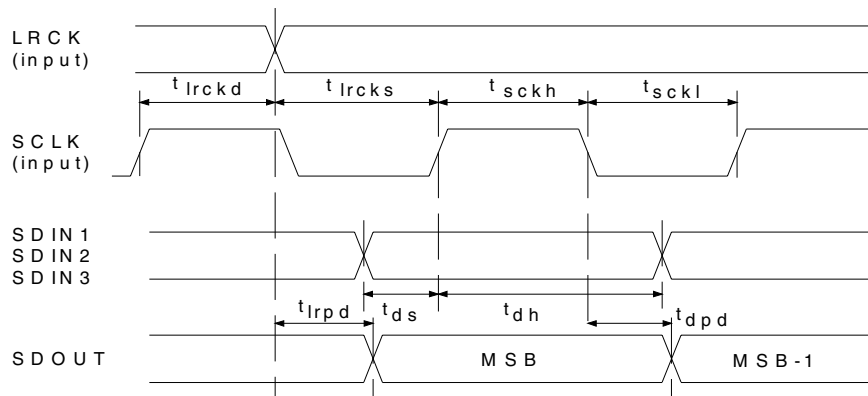 LRCK
(input)
t lrckd
t lrcks
t sckh
t sckl
SCLK
(input)
SDIN1
SDIN2
SDIN3
t lrpd
t ds
t dh
t dpd
SDOUT
MSB
MSB-1